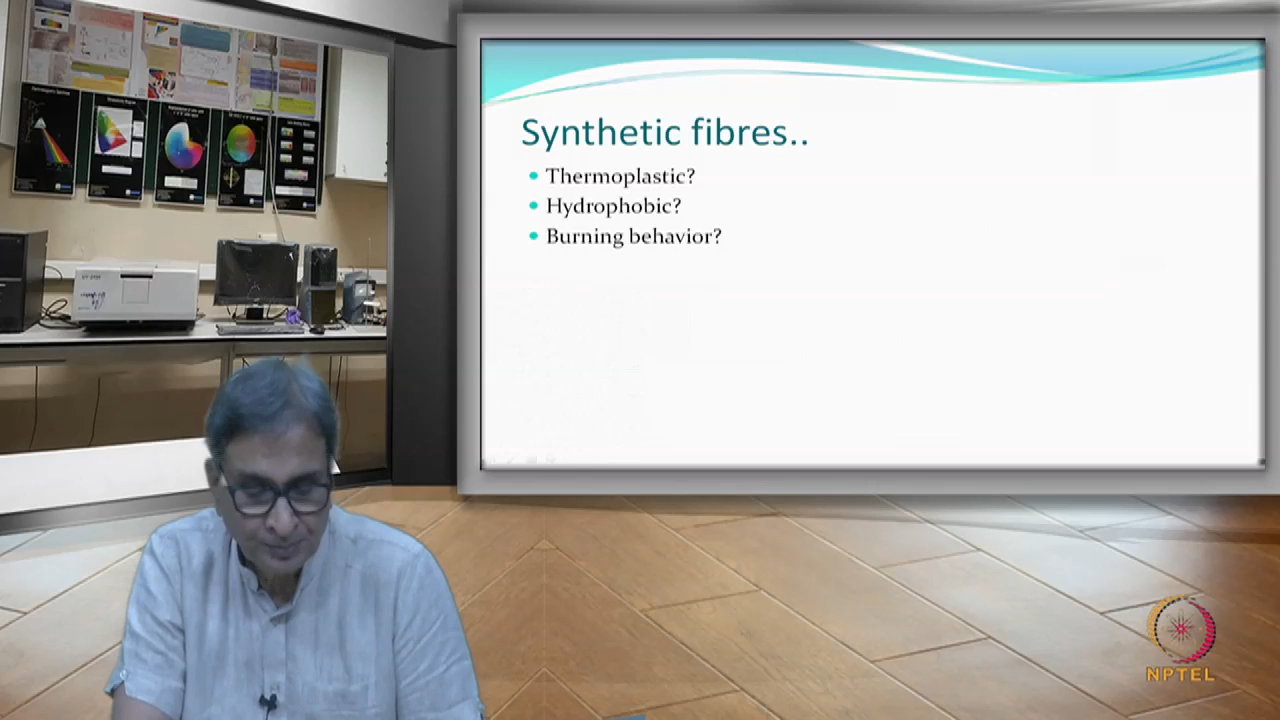 Synthetic fibres..
• Thermoplastic?
• Hydrophobic?
• Burning behavior?
NPTEL